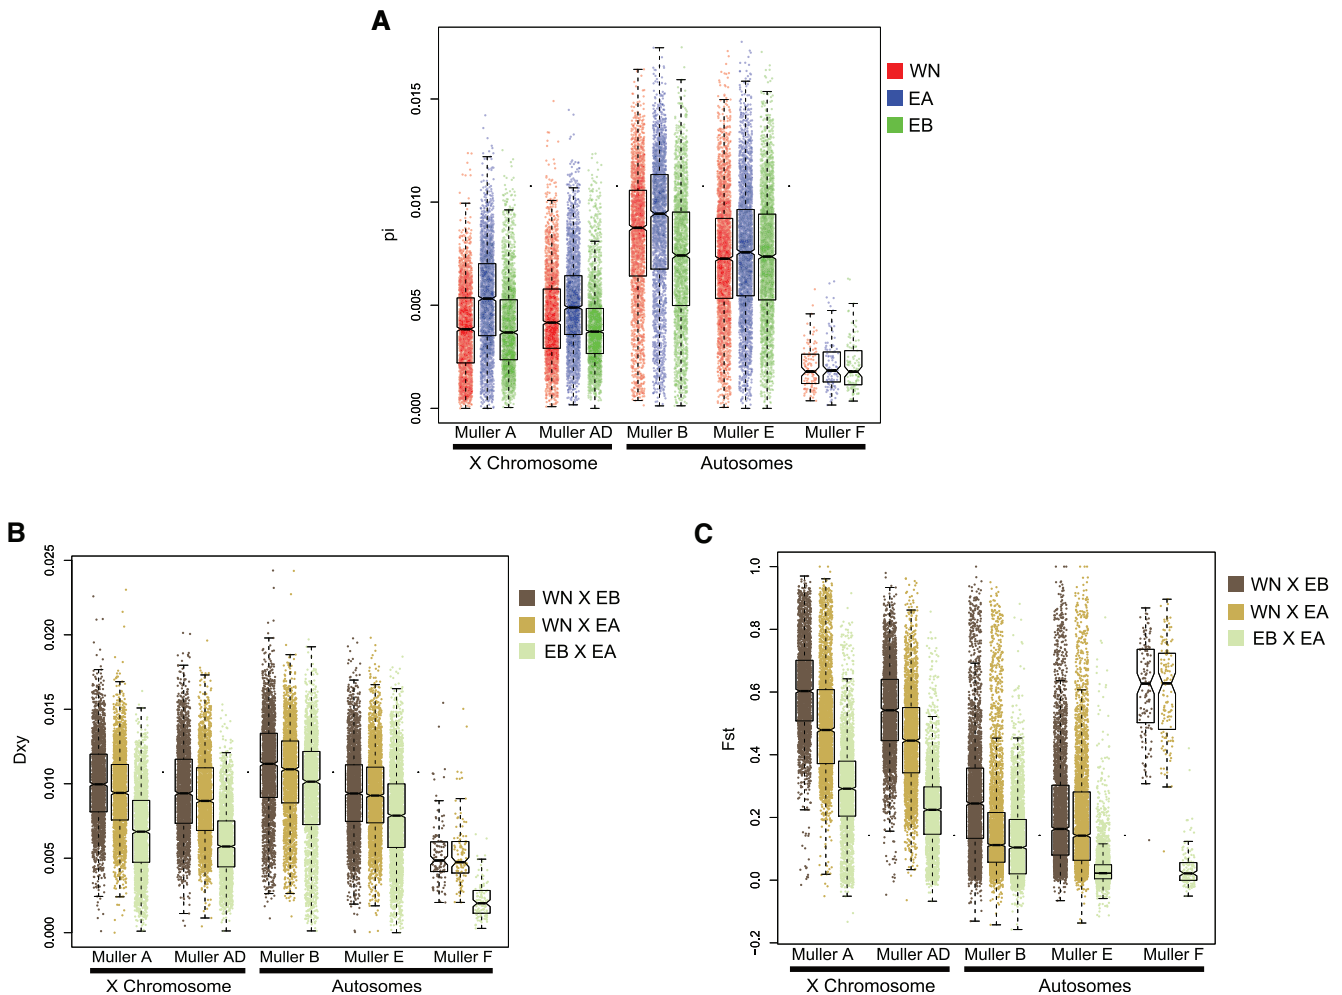 A
WN
EA
EB
pi
0.015
0.010
0.005
0.000
Muller A
Muller AD
Muller B
Muller E
Muller F
X Chromosome
Autosomes
B
Dxy
0.025
0.020
0.015
0.010
0.005
0.000
WN X EB
WN X EA
EB X EA
Muller A
Muller AD
Muller B
Muller E
Muller F
X Chromosome
Autosomes
C
Fst
1.0
0.8
0.6
0.4
0.2
0.0
-0.2
WN X EB
WN X EA
EB X EA
Muller A
Muller AD
Muller B
Muller E
Muller F
X Chromosome
Autosomes